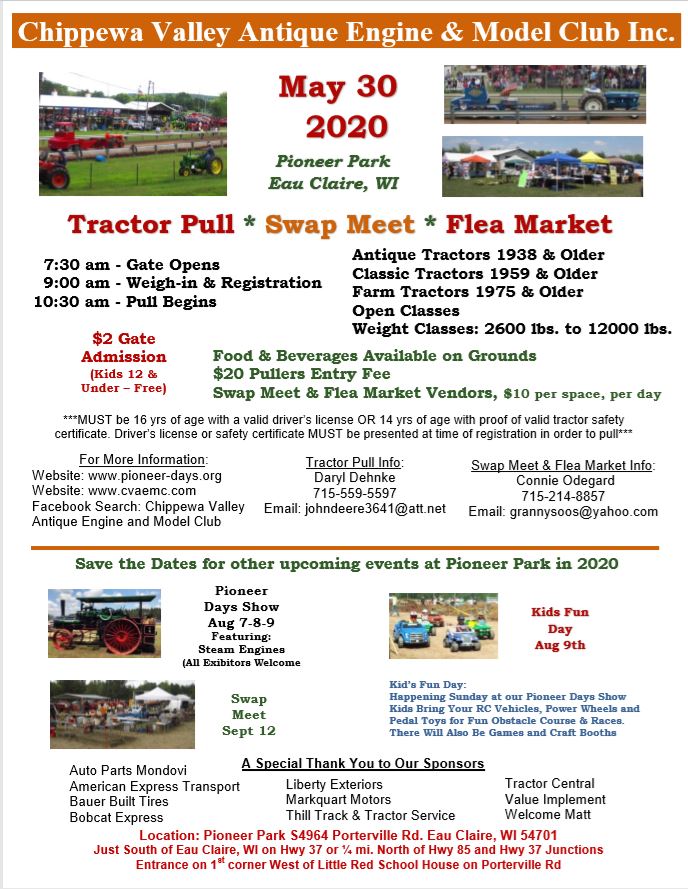 Chippewa Valley Antique Engine & Model Club Inc.
May 30
2020
Pioneer Park
Eau Claire, WI
Tractor Pull * Swap Meet * Flea Market
7:30 am - Gate Opens
9:00 am - Weigh-in & Registration
10:30 am - Pull Begins
Antique Tractors 1938 & Older
Classic Tractors 1959 & Older
Farm Tractors 1975 & Older
Open Classes
Weight Classes: 2600 lbs. to 12000 lbs.
$2 Gate
Admission
(Kids 12 &
Under – Free)
Food & Beverages Available on Grounds
$20 Pullers Entry Fee
Swap Meet & Flea Market Vendors, $10 per space, per day
***MUST be 16 yrs of age with a valid driver's license OR 14 yrs of age with proof of valid tractor safety
certificate. Driver's license or safety certificate MUST be presented at time of registration in order to pull***
For More Information:
Website: www.pioneer-days.org
Website: www.cvaemc.com
Facebook Search: Chippewa Valley
Antique Engine and Model Club
Tractor Pull Info:
Daryl Dehnke
715-559-5597
Email: johndeere3641@att.net
Swap Meet & Flea Market Info:
Connie Odegard
715-214-8857
Email: grannysoos@yahoo.com
Save the Dates for other upcoming events at Pioneer Park in 2020
Pioneer
Days Show
Aug 7-8-9
Featuring:
Steam Engines
(All Exibitors Welcome
Kids Fun
Day
Aug 9th
Swap
Meet
Sept 12
Kid's Fun Day:
Happening Sunday at our Pioneer Days Show
Kids Bring Your RC Vehicles, Power Wheels and
Pedal Toys for Fun Obstacle Course & Races.
There Will Also Be Games and Craft Booths
A Special Thank You to Our Sponsors
Auto Parts Mondovi
American Express Transport
Bauer Built Tires
Bobcat Express
Liberty Exteriors
Markquart Motors
Thill Track & Tractor Service
Tractor Central
Value Implement
Welcome Matt
Location: Pioneer Park S4964 Porterville Rd. Eau Claire, WI 54701
Just South of Eau Claire, WI on Hwy 37 or ¼ mi. North of Hwy 85 and Hwy 37 Junctions
Entrance on 1st corner West of Little Red School House on Porterville Rd